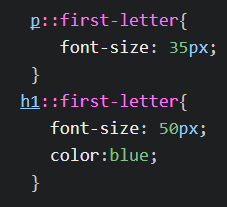 p::first-letter{
font-size: 35px;
}
h1::first-letter{
font-size: 50px;
color:blue;
}